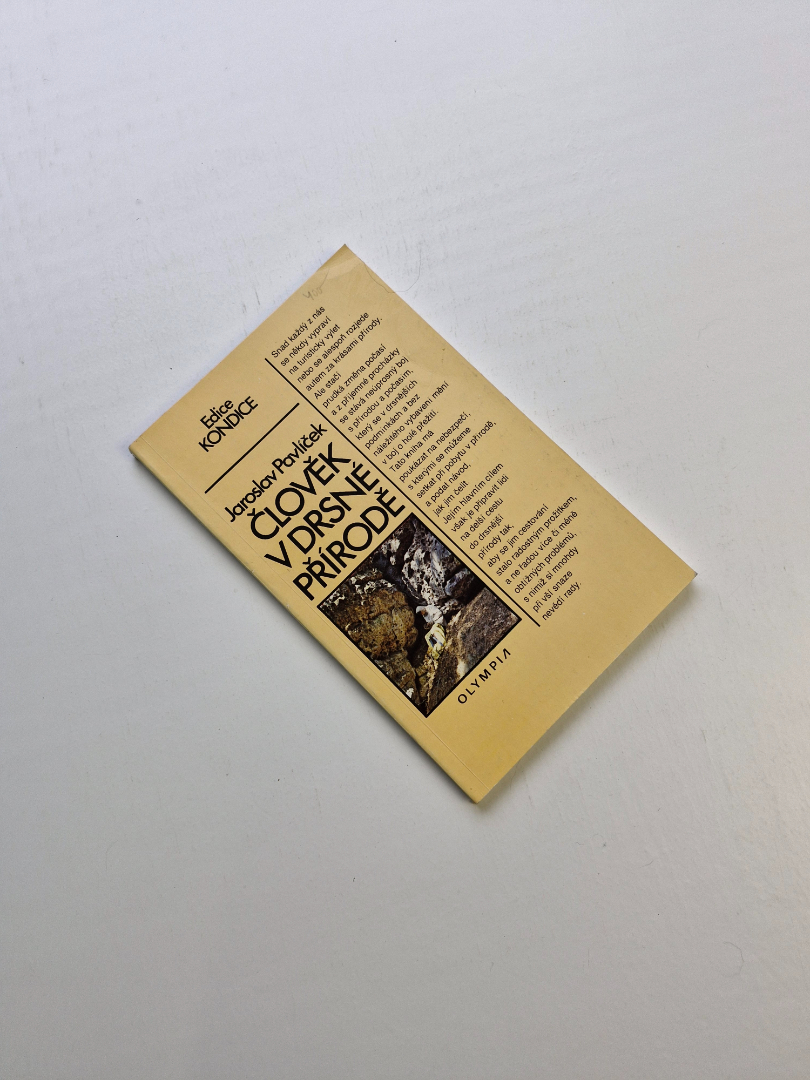 Edice
KONDICE
Jaroslav Pavlíček
ČLOVĚK
V DRSNÉ
PŘÍRODĚ
Snad každý z nás
se někdy vypraví
na turistický výlet
nebo se alespoň rozjede
autem za krásami přírody.
Ale stačí
prudká změna počasí
a z příjemné procházky
se stává neúprosný boj
s přírodou a počasím,
který se v drsnějších
podmínkách a bez
náležitého vybavení mění
v boj o holé přežití.
Tato kniha má
poukázat na nebezpečí,
s kterými se můžeme
setkat při pobytu v přírodě,
a podal návod,
jak jim čelit.
Jejím hlavním cílem
však je připravit lidi
na delší cestu
do drsnější
přírody tak,
aby se jim cestování
stalo radostným prožitkem,
a ne řadou více či méně
obtížných problémů,
s nimiž si mnohdy
při vší snaze
nevědí rady.
OLYMPIA